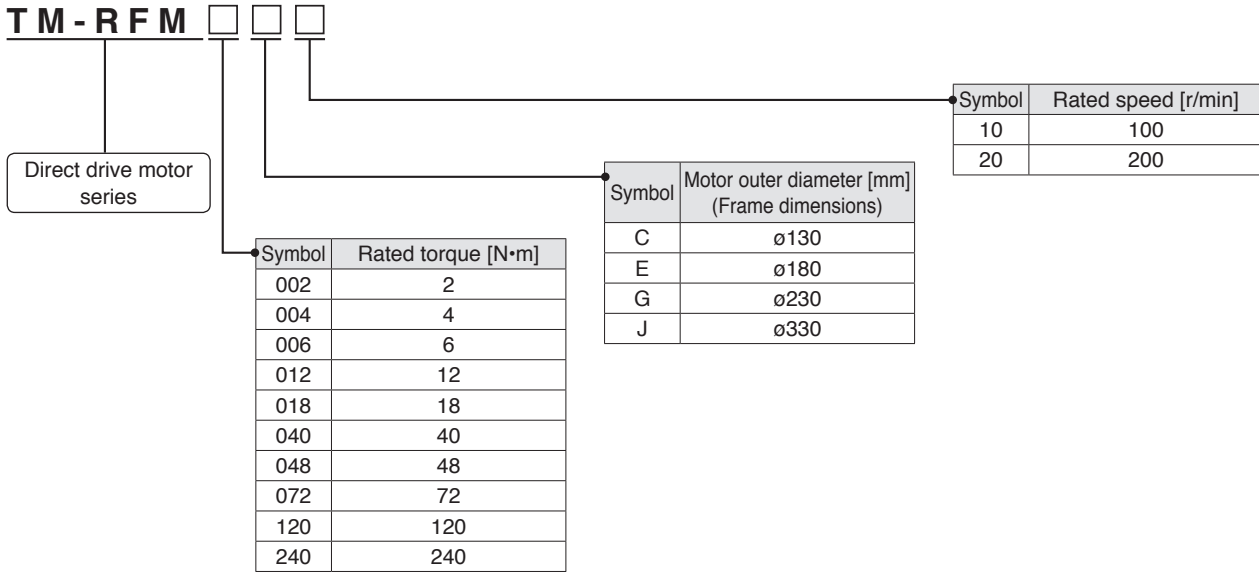 TM-RFM □ □ □
Direct drive motor
series
Symbol Rated torque [N•m]
002 2
004 4
006 6
012 12
018 18
040 40
048 48
072 72
120 120
240 240
Symbol Motor outer diameter [mm]
(Frame dimensions)
C ø130
E ø180
G ø230
J ø330
Symbol Rated speed [r/min]
10 100
20 200